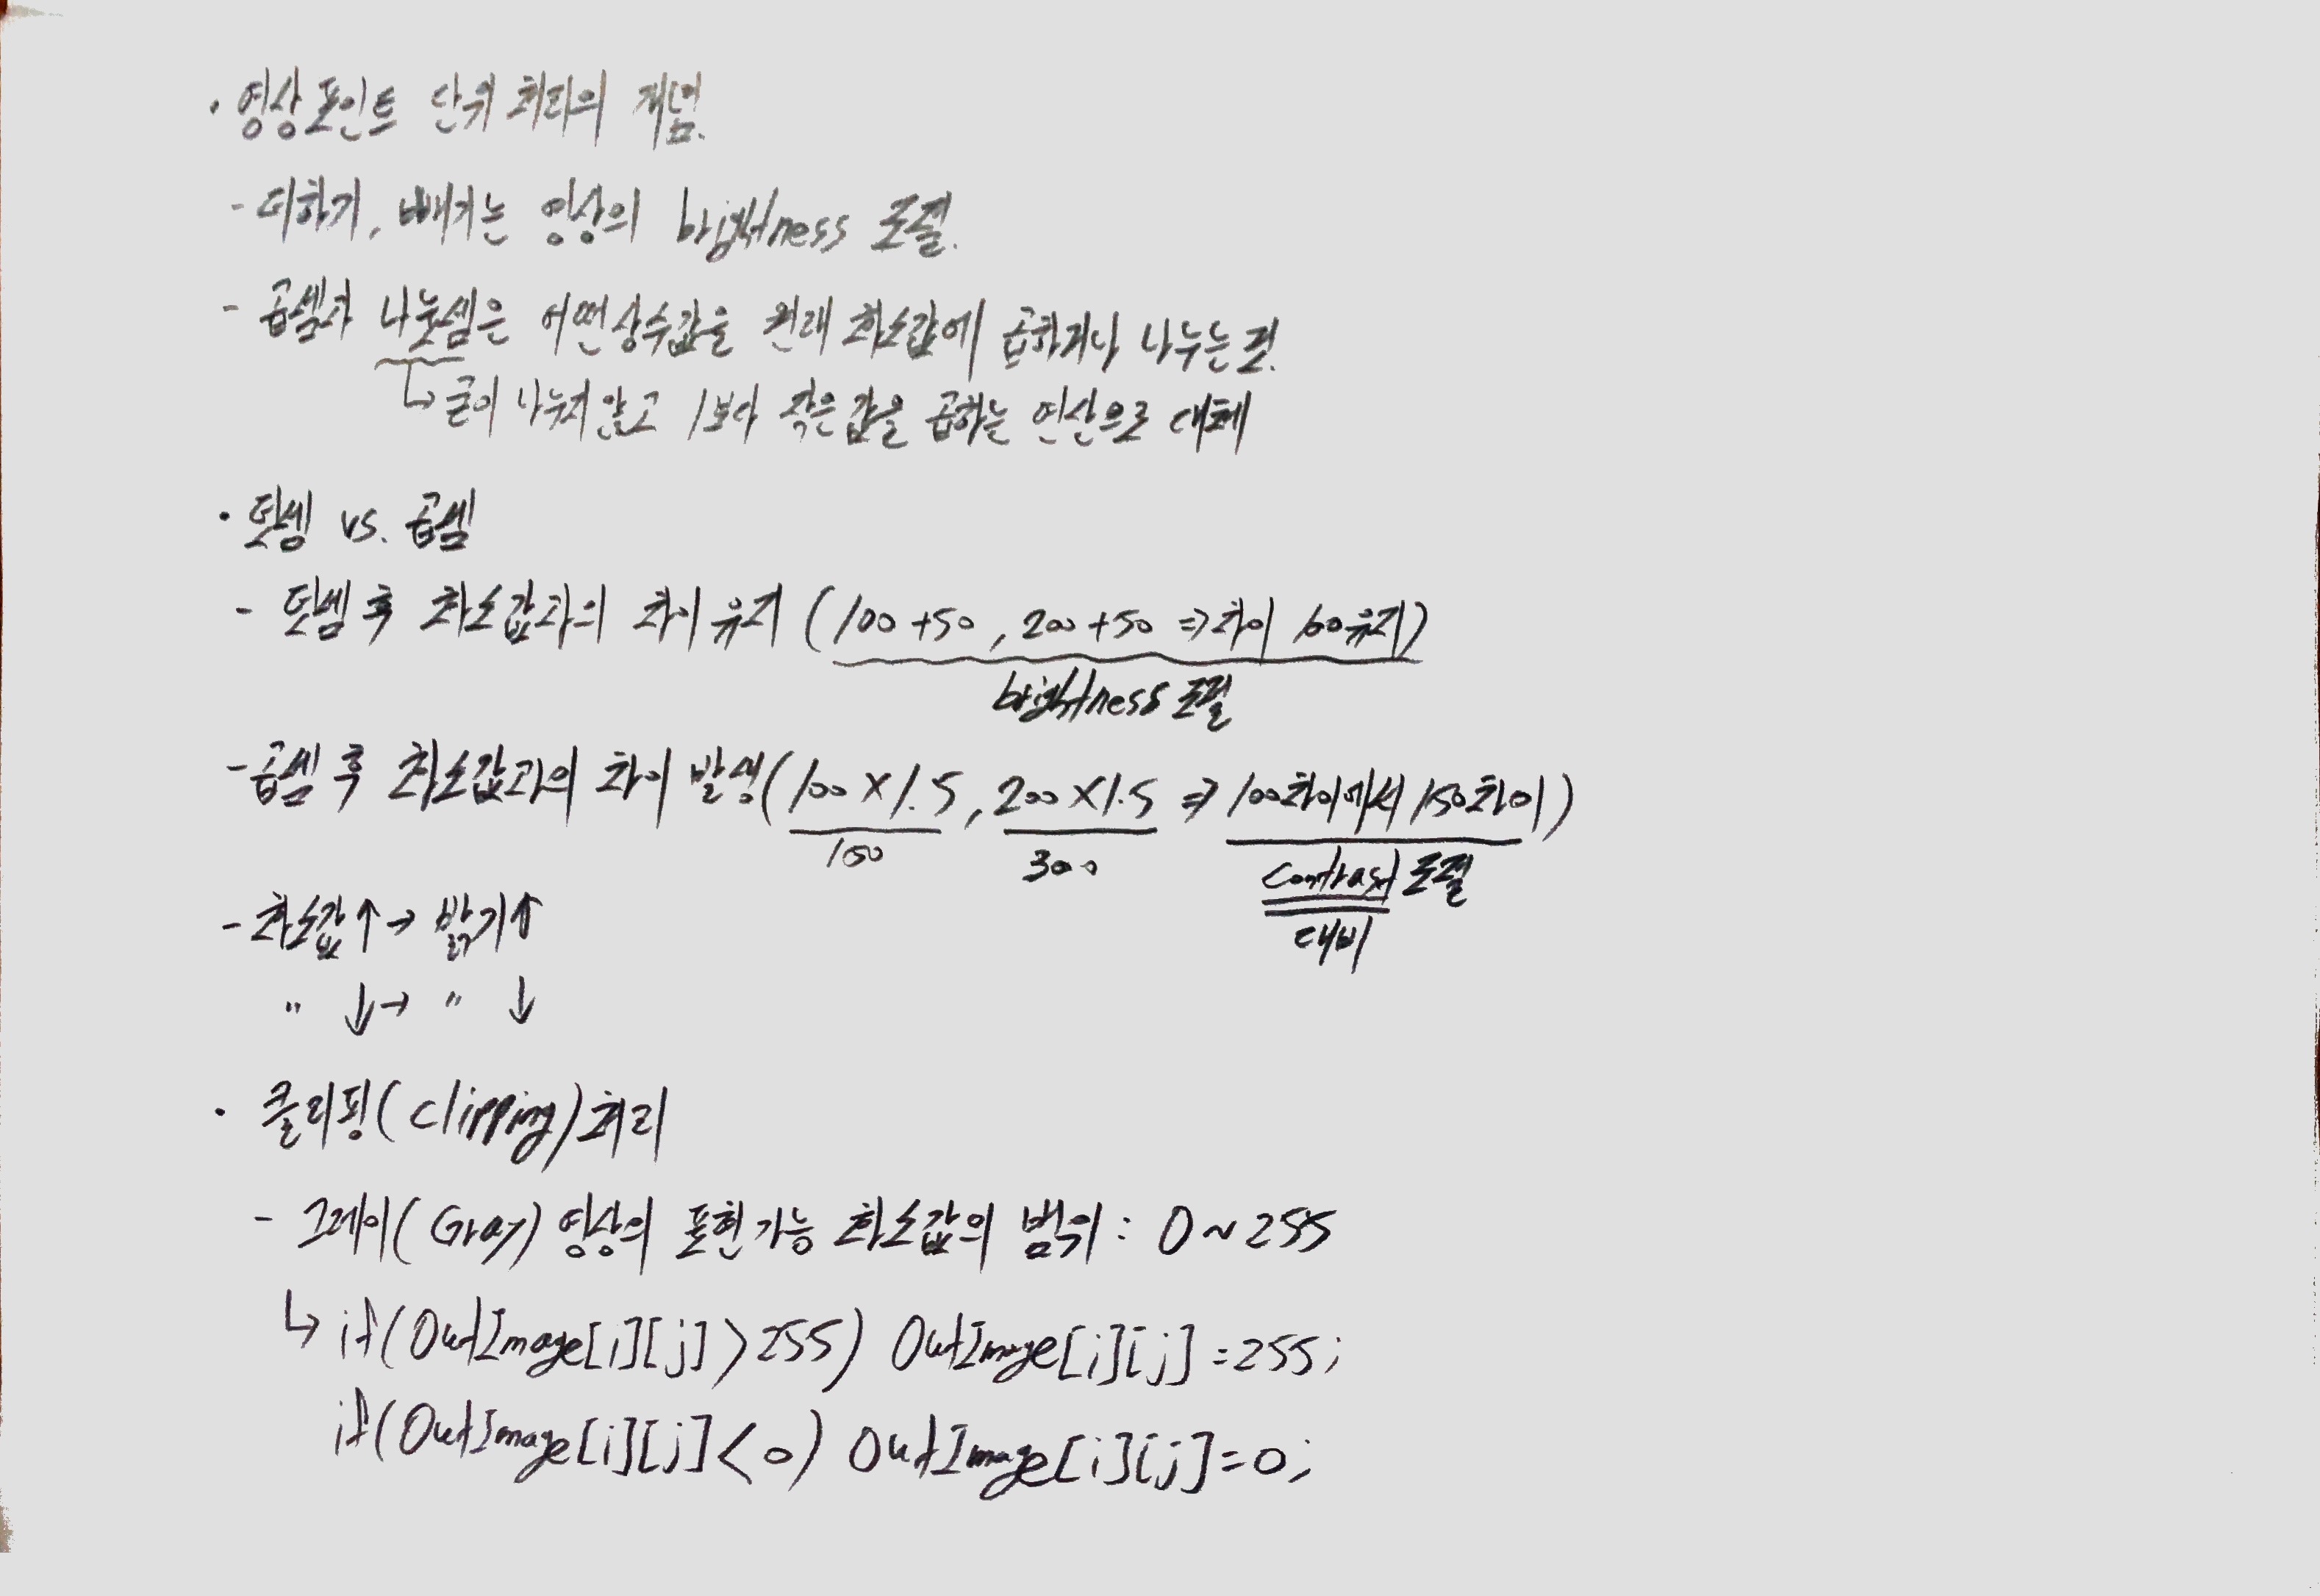 · 영상포인트 단위 처리의 개념.
- 더하기, 빼기는 영상의 brightness 조절.
- 곱셈과 나눗셈은 어떤상수값을 원래 화소값에 곱하거나 나누는것.
↳ 굳이 나누지않고 1보다 작은값을 곱하는 연산으로 대체
· 덧셈 vs. 곱셈
- 덧셈 후 화소값과의 차이 유지 (100+50, 200+50 ⇒ 차이 100유지)
brightness 조절
- 곱셈 후 화소값과의 차이 발생(100×1.5, 200×1.5 ⇒ 100차이에서 150차이)
150 300 contrast 조절
대비
- 화소값↑ → 밝기↑
〃 ↓ → 〃 ↓
· 클리핑(clipping)처리
- 그레이(Gray) 영상의 표현가능 화소값의 범위 : 0 ~ 255
↳ if(OutImage[i][j] > 255) OutImage[i][j] = 255;
if(OutImage[i][j] < 0) OutImage[i][j] = 0;